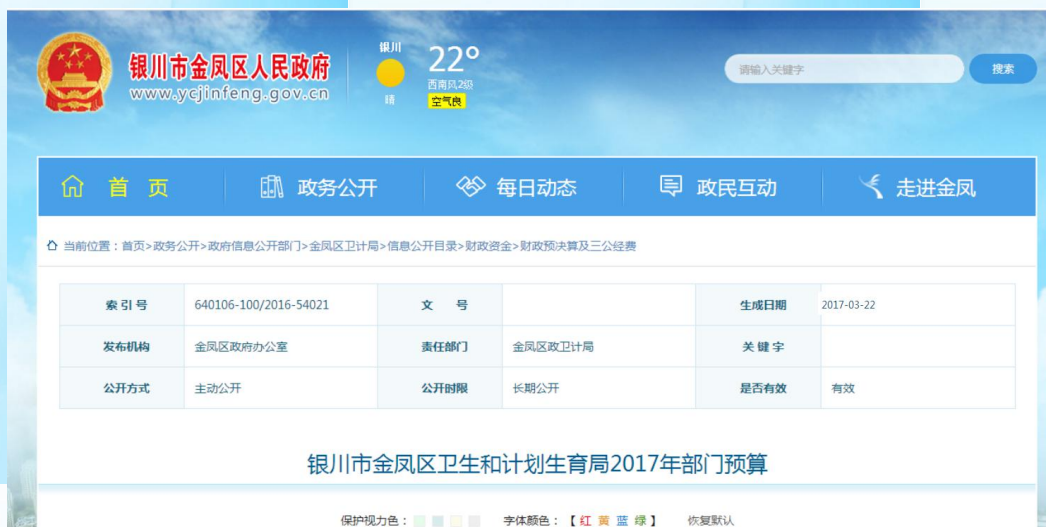 银川市金凤区人民政府
www.ycjinfeng.gov.cn
银川
晴
22°
西南风2级
空气良
请输入关键字
搜索
首 页
政务公开
每日动态
政民互动
走进金凤
当前位置：首页>政务公开>政府信息公开部门>金凤区卫计局>信息公开目录>财政资金>财政预决算及三公经费
索 引 号 640106-100/2016-54021 文 号 生成日期 2017-03-22
发布机构 金凤区政府办公室 责任部门 金凤区政卫计局 关 键 字
公开方式 主动公开 公开时限 长期公开 是否有效 有效
银川市金凤区卫生和计划生育局2017年部门预算
保护视力色： 字体颜色：【 红 黄 蓝 绿 】 恢复默认